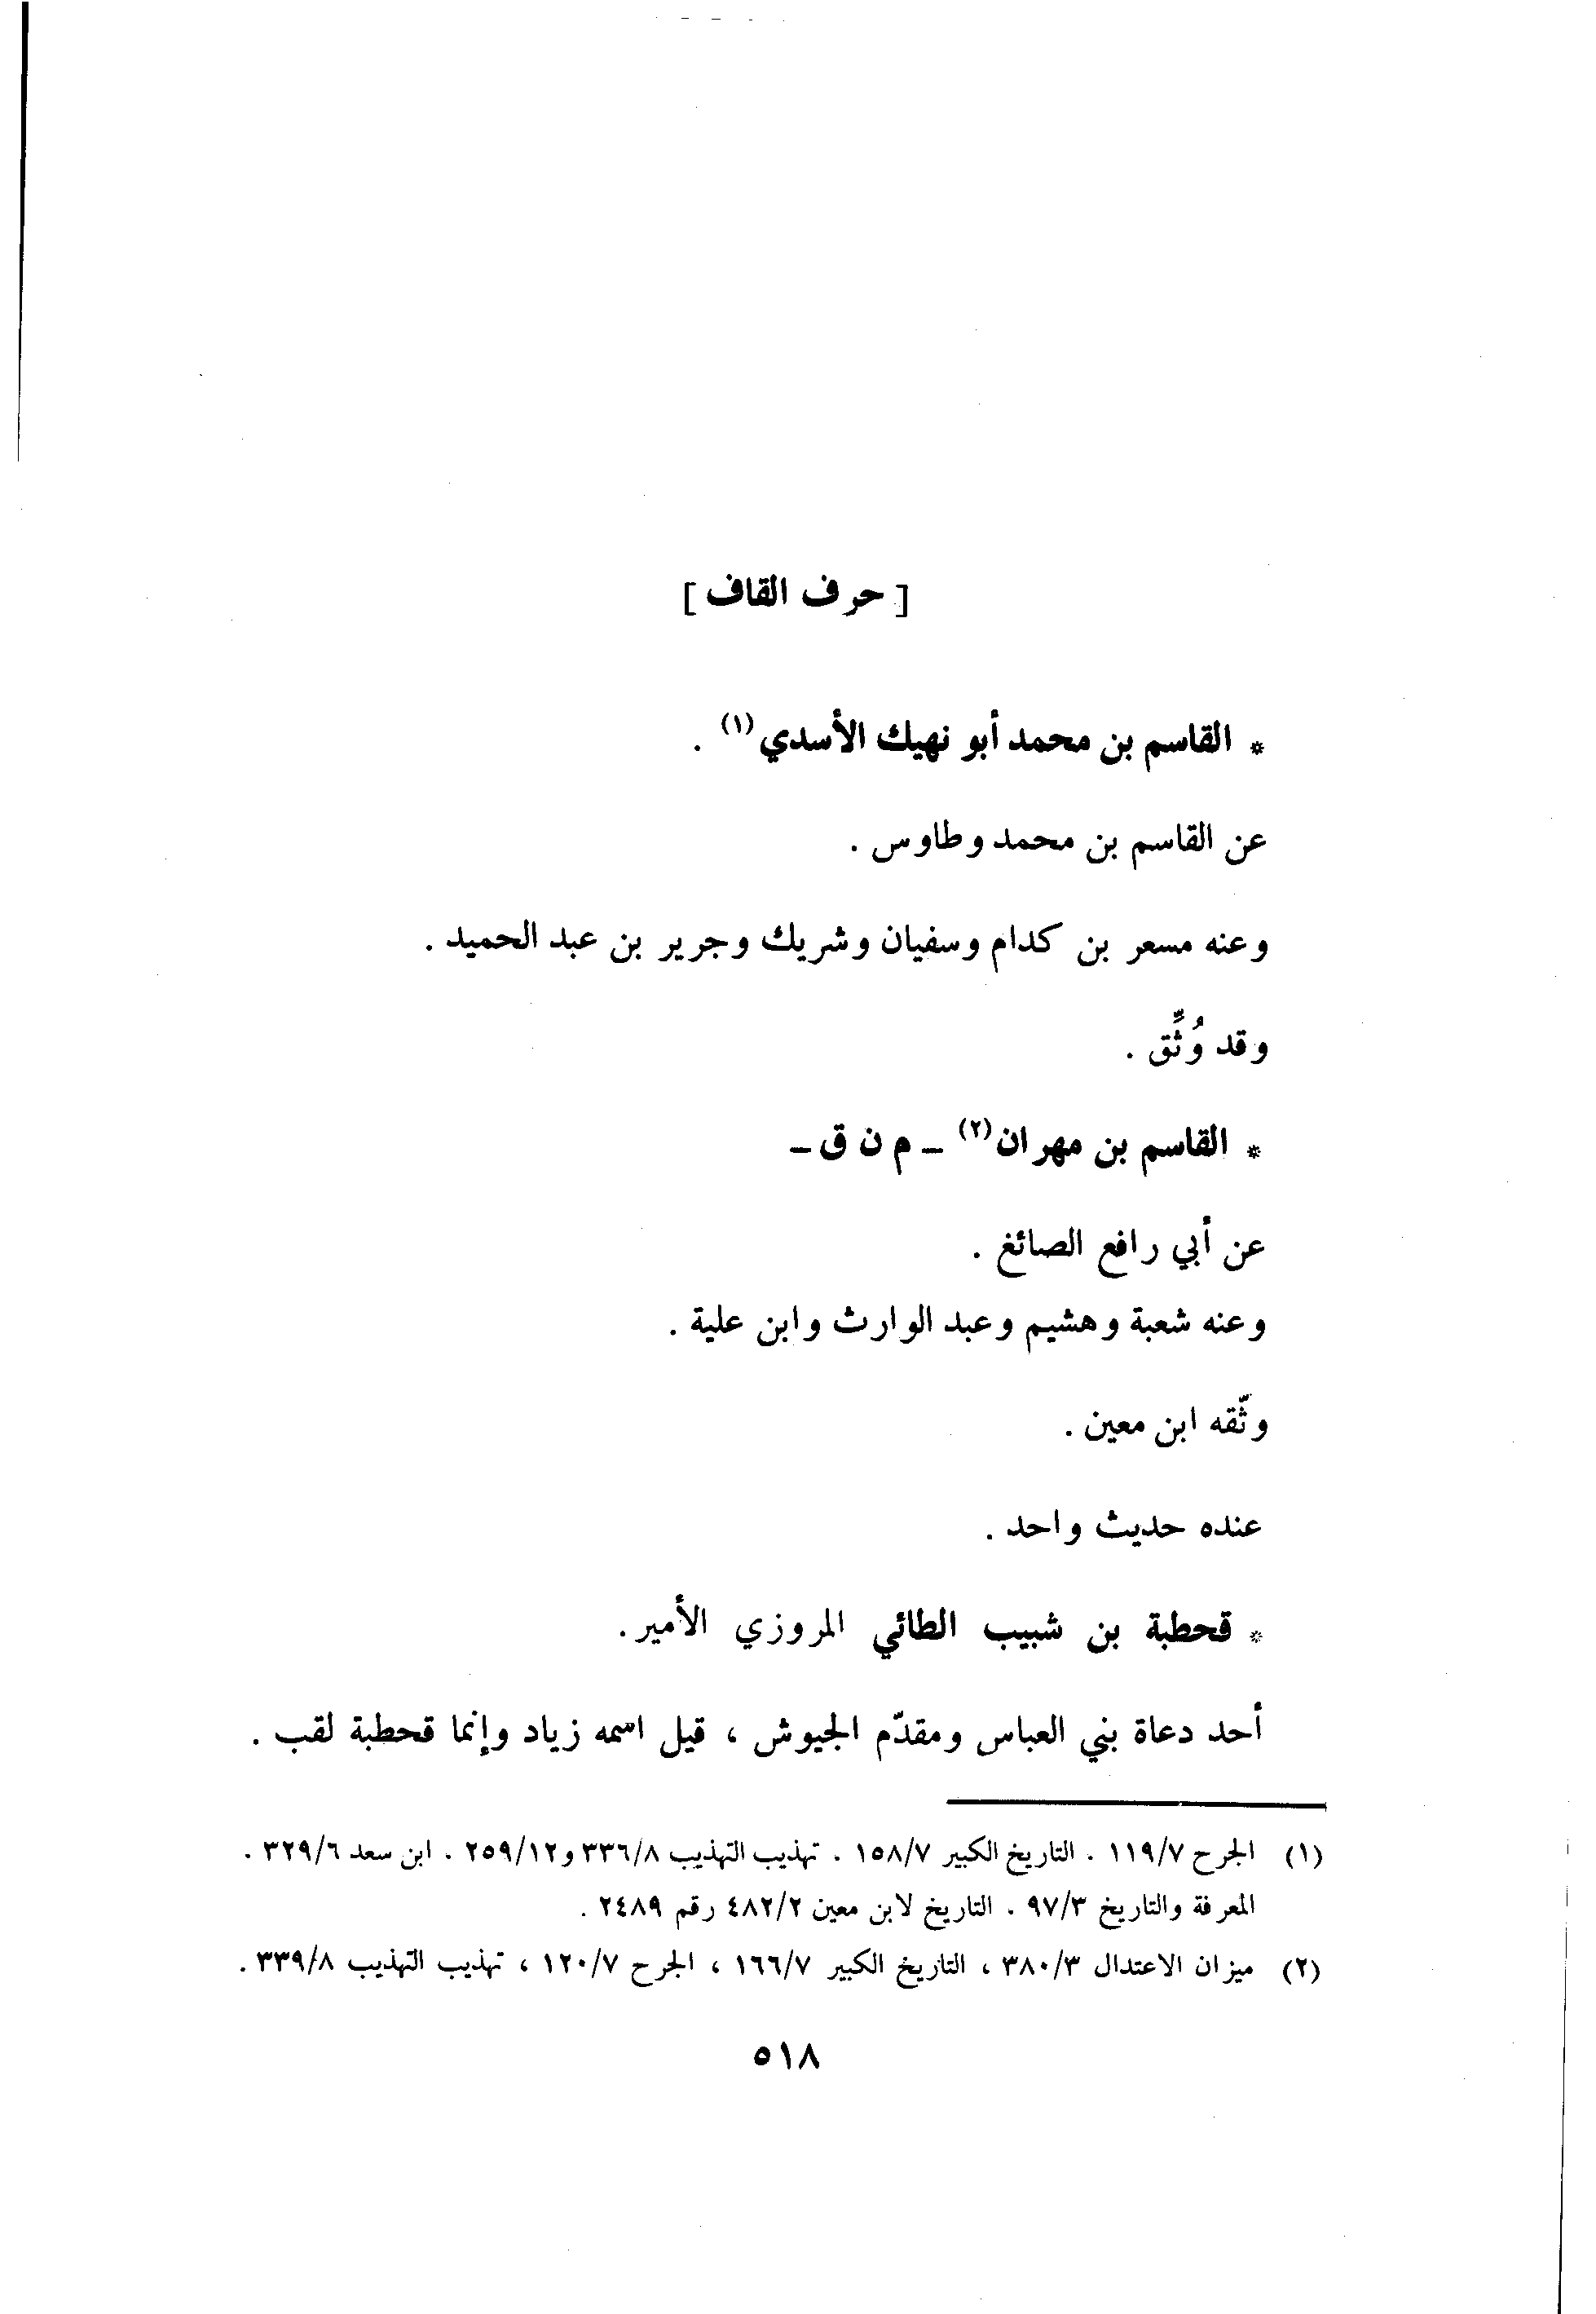 [ حرف القاف ]
* القاسم بن محمد أبو نهيك الأسدي(١) .
عن القاسم بن محمد وطاوس .
وعنه مسعر بن كدام وسفيان وشريك وجرير بن عبد الحميد .
وقد وُثِّق .
* القاسم بن مهران(٢) ـ م ن ق ـ
عن أبي رافع الصائغ .
وعنه شعبة وهشيم وعبد الوارث وابن علية .
وثّقه ابن معين .
عنده حديث واحد .
* قحطبة بن شبيب الطائي المروزي الأمير .
أحد دعاة بني العباس ومقدّم الجيوش ، قيل اسمه زياد وإنما قحطبة لقب .
(١) الجرح ١١٩/٧ . التاريخ الكبير ١٥٨/٧ . تهذيب التهذيب ٣٣٦/٨ و٢٥٩/١٢ . ابن سعد ٣٢٩/٦ .
المعرفة والتاريخ ٩٧/٣ . التاريخ لابن معين ٤٨٢/٢ رقم ٢٤٨٩ .
(٢) ميزان الاعتدال ٣٨٠/٣ ، التاريخ الكبير ١٦٦/٧ ، الجرح ١٢٠/٧ ، تهذيب التهذيب ٣٣٩/٨ .
٥١٨